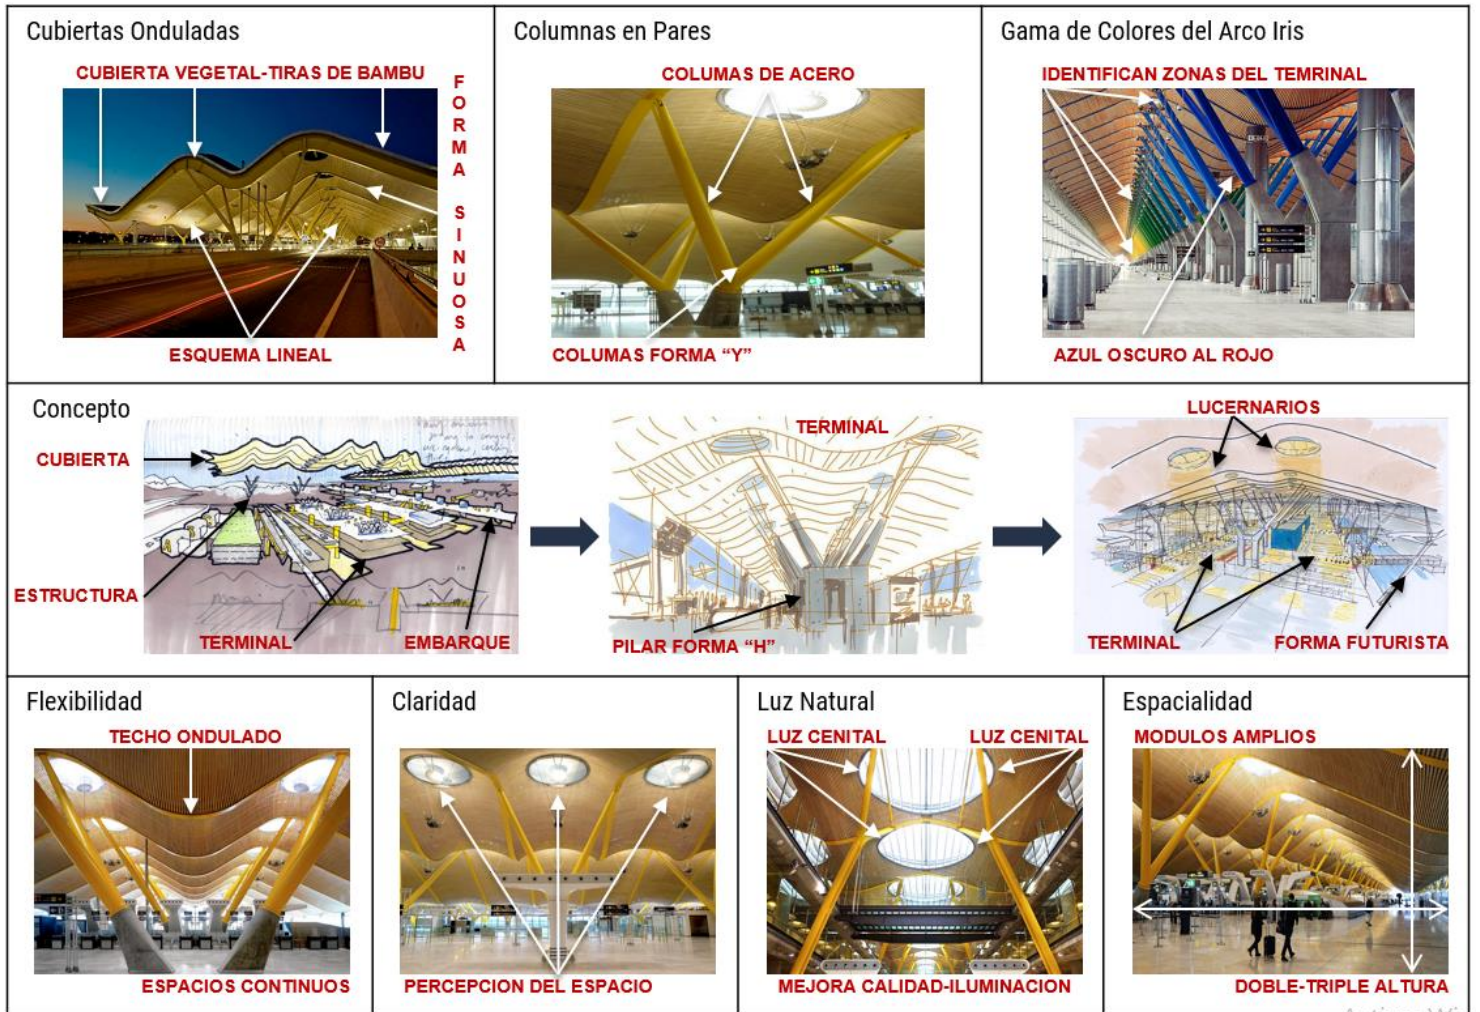 Cubiertas Onduladas
CUBIERTA VEGETAL-TIRAS DE BAMBU
FORMA SINUOSA
ESQUEMA LINEAL
Columnas en Pares
COLUMAS DE ACERO
COLUMAS FORMA “Y”
Gama de Colores del Arco Iris
IDENTIFICAN ZONAS DEL TEMRINAL
AZUL OSCURO AL ROJO
Concepto
CUBIERTA
ESTRUCTURA
TERMINAL
EMBARQUE
TERMINAL
PILAR FORMA “H”
LUCERNARIOS
TERMINAL
FORMA FUTURISTA
Flexibilidad
TECHO ONDULADO
ESPACIOS CONTINUOS
Claridad
PERCEPCION DEL ESPACIO
Luz Natural
LUZ CENITAL
LUZ CENITAL
MEJORA CALIDAD-ILUMINACION
Espacialidad
MODULOS AMPLIOS
DOBLE-TRIPLE ALTURA